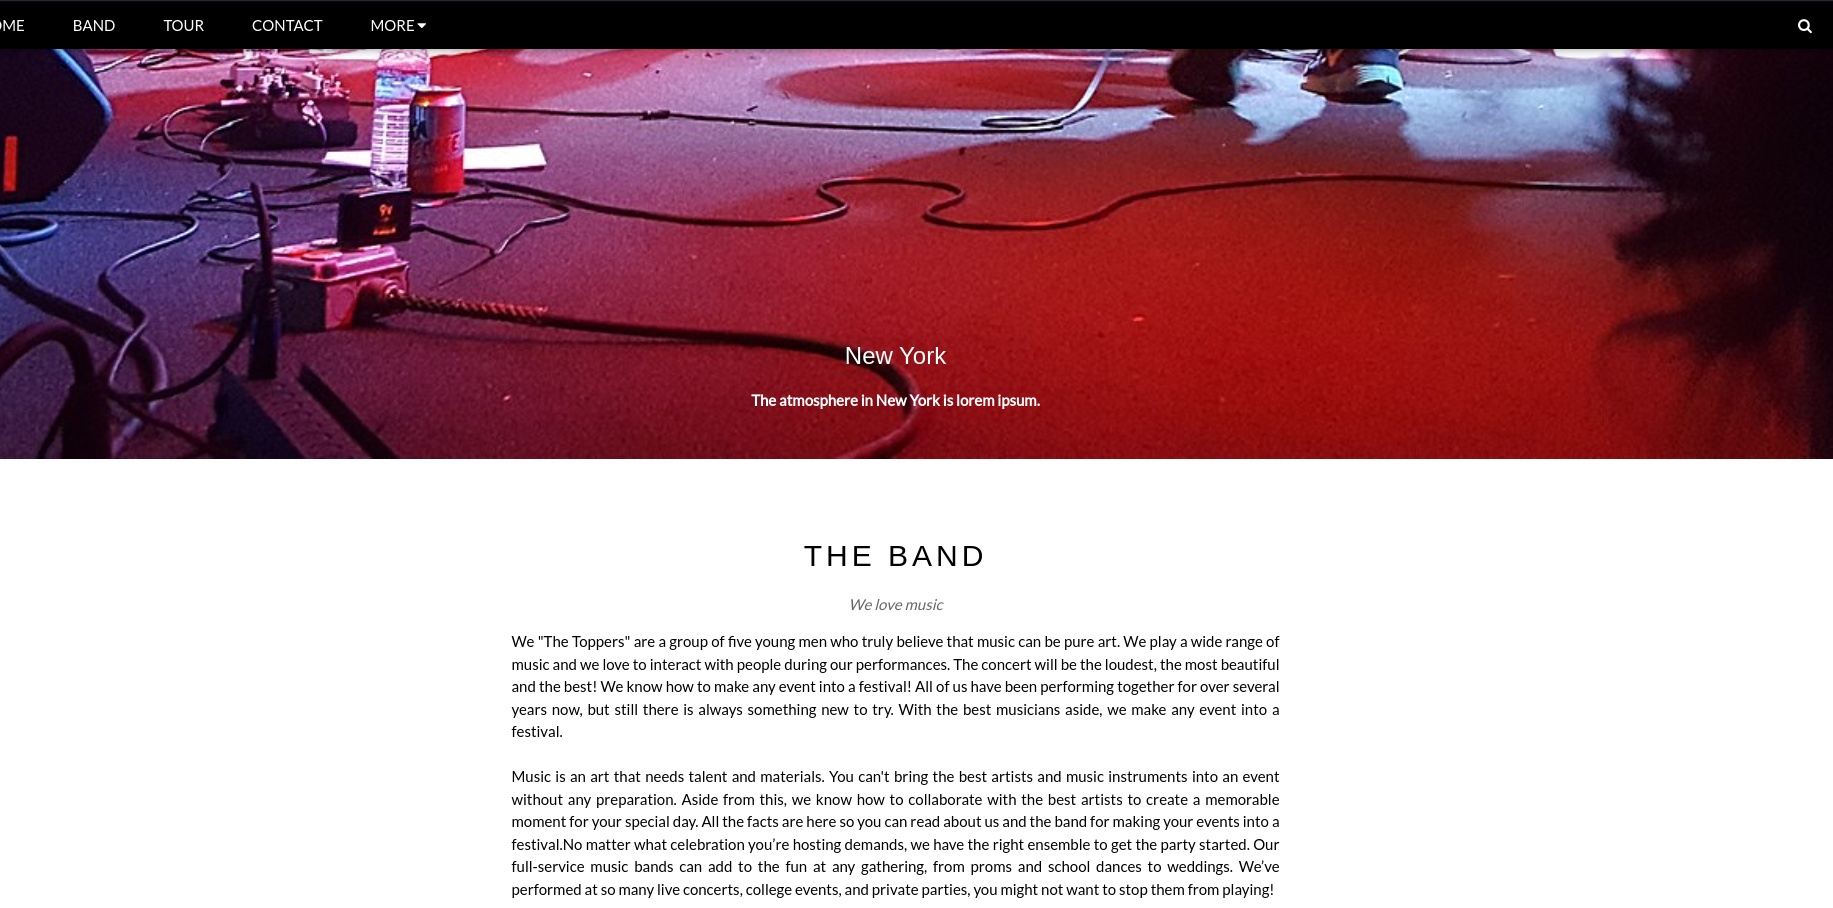 OME BAND TOUR CONTACT MORE
New York
The atmosphere in New York is lorem ipsum.
THE BAND
We love music
We "The Toppers" are a group of five young men who truly believe that music can be pure art. We play a wide range of
music and we love to interact with people during our performances. The concert will be the loudest, the most beautiful
and the best! We know how to make any event into a festival! All of us have been performing together for over several
years now, but still there is always something new to try. With the best musicians aside, we make any event into a
festival.
Music is an art that needs talent and materials. You can't bring the best artists and music instruments into an event
without any preparation. Aside from this, we know how to collaborate with the best artists to create a memorable
moment for your special day. All the facts are here so you can read about us and the band for making your events into a
festival.No matter what celebration you’re hosting demands, we have the right ensemble to get the party started. Our
full-service music bands can add to the fun at any gathering, from proms and school dances to weddings. We’ve
performed at so many live concerts, college events, and private parties, you might not want to stop them from playing!